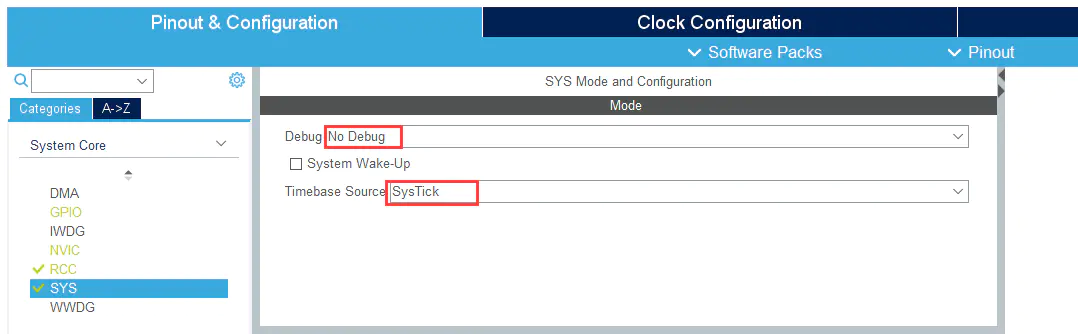 Pinout & Configuration
Clock Configuration
Software Packs
Pinout
Categories
A->Z
System Core
DMA
GPIO
IWDG
NVIC
RCC
SYS
WWDG
SYS Mode and Configuration
Mode
Debug No Debug
System Wake-Up
Timebase Source SysTick